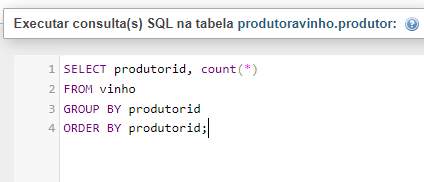 Executar consulta(s) SQL na tabela produtoravinho.produtor:
1 SELECT produtorid, count(*)
2 FROM vinho
3 GROUP BY produtorid
4 ORDER BY produtorid;